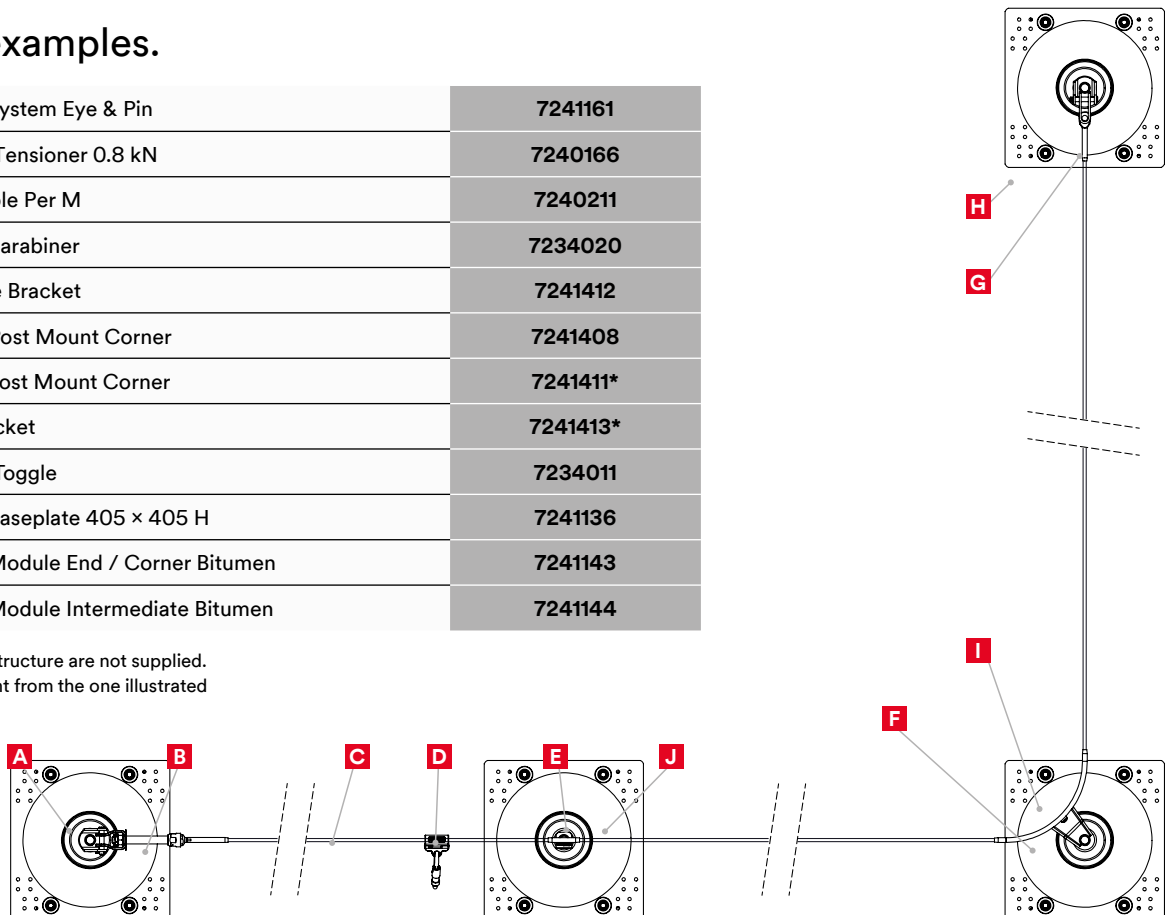 xamples.
ystem Eye & Pin 7241161
Tensioner 0.8 kN 7240166
le Per M 7240211
arabiner 7234020
Bracket 7241412
ost Mount Corner 7241408
ost Mount Corner 7241411*
cket 7241413*
Toggle 7234011
aseplate 405 × 405 H 7241136
Module End / Corner Bitumen 7241143
Module Intermediate Bitumen 7241144
tructure are not supplied.
nt from the one illustrated
H
G
I
F
A B C D E J